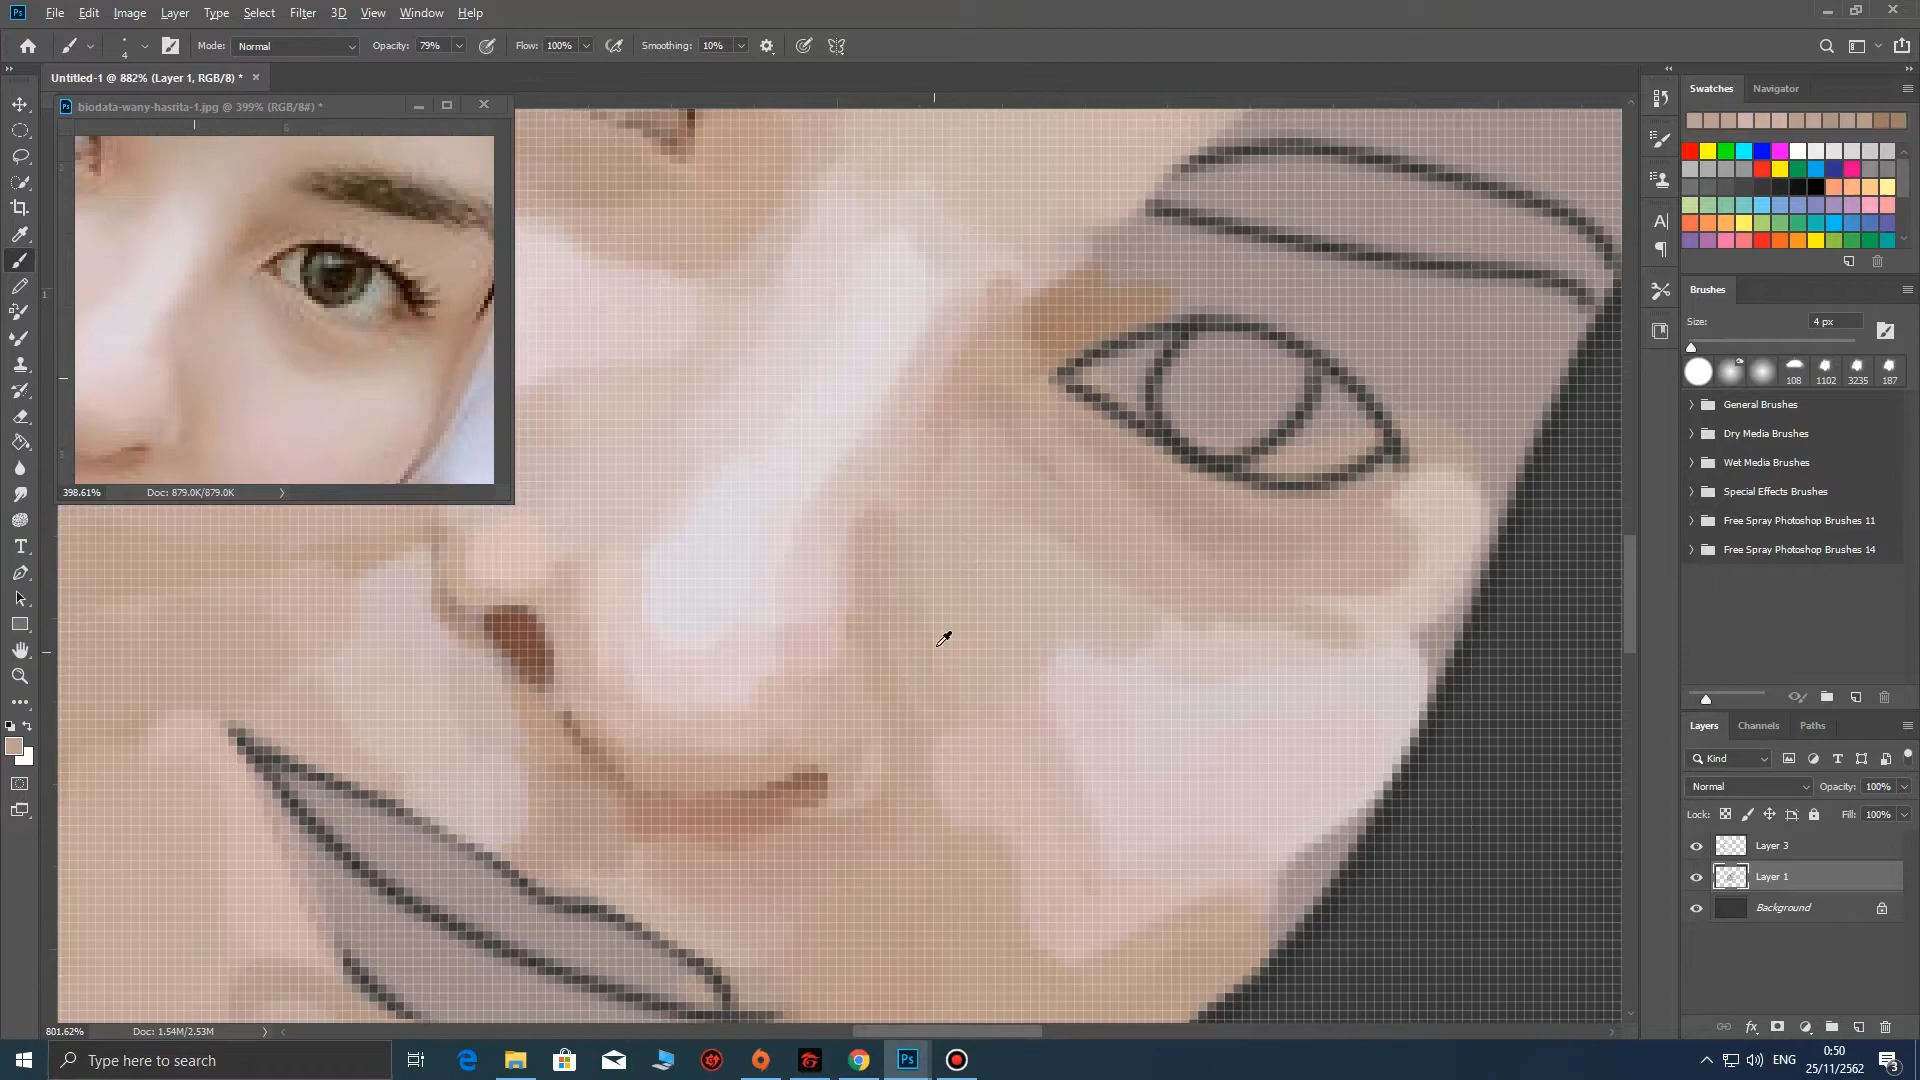 Ps File Edit Image Layer Type Select Filter 3D View Window Help
4 Mode: Normal Opacity: 79% Flow: 100% Smoothing: 10%
Untitled-1 @ 882% (Layer 1, RGB/8) *
Swatches Navigator
Ps biodata-wany-hasrita-1.jpg @ 399% (RGB/8#) *
Brushes
Size: 4 px
108 1102 3235 187
General Brushes
Dry Media Brushes
Wet Media Brushes
398.61% Doc: 879.0K/879.0K
Special Effects Brushes
Free Spray Photoshop Brushes 11
Free Spray Photoshop Brushes 14
Layers Channels Paths
Kind
Normal Opacity: 100%
Lock: Fill: 100%
Layer 3
Layer 1
Background
801.62% Doc: 1.54M/2.53M
Type here to search
Ps
ENG
0:50
25/11/2562
3